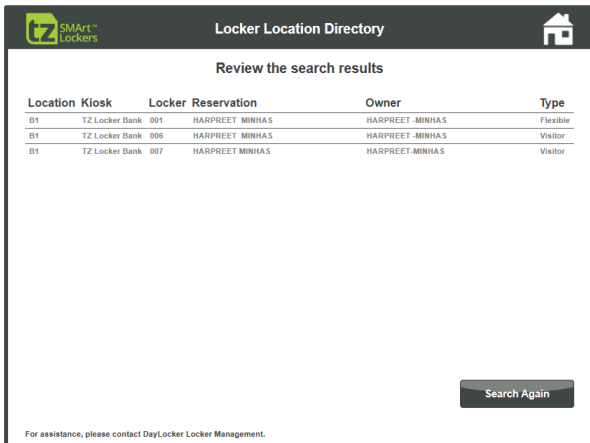 tz SMArt™ Lockers
Locker Location Directory
Review the search results
Location Kiosk Locker Reservation Owner Type
B1 TZ Locker Bank 001 HARPREET MINHAS HARPREET -MINHAS Flexible
B1 TZ Locker Bank 006 HARPREET MINHAS HARPREET -MINHAS Visitor
B1 TZ Locker Bank 007 HARPREET MINHAS HARPREET-MINHAS Visitor
Search Again
For assistance, please contact DayLocker Locker Management.